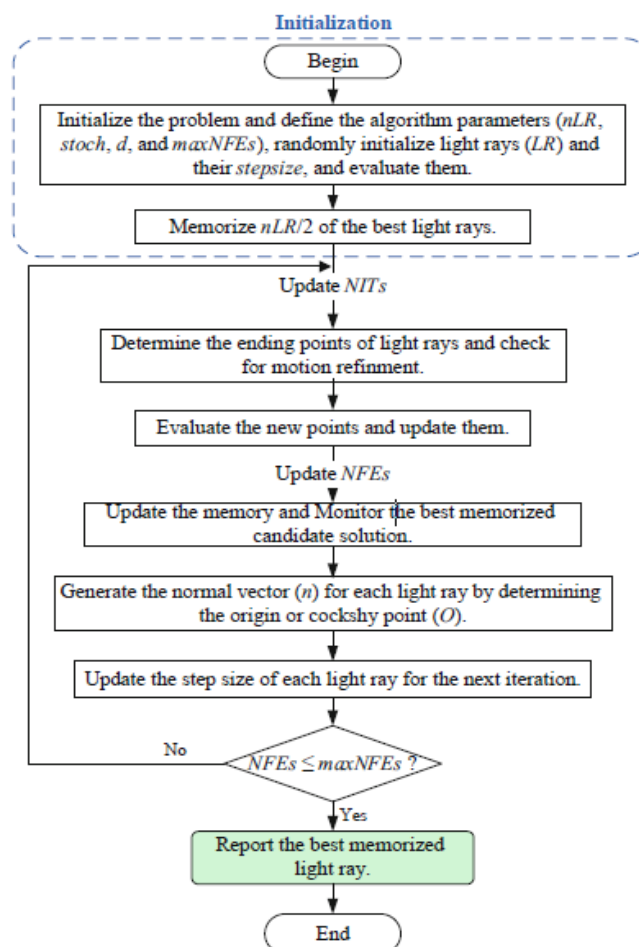 Initialization
Begin
Initialize the problem and define the algorithm parameters (nLR,
stoch, d, and maxNFEs), randomly initialize light rays (LR) and
their stepsize, and evaluate them.
Memorize nLR/2 of the best light rays.
Update NITs
Determine the ending points of light rays and check
for motion refinment.
Evaluate the new points and update them.
Update NFEs
Update the memory and Monitor the best memorized
candidate solution.
Generate the normal vector (n) for each light ray by determining
the origin or cockshy point (O).
Update the step size of each light ray for the next iteration.
No
NFEs ≤ maxNFEs ?
Yes
Report the best memorized
light ray.
End